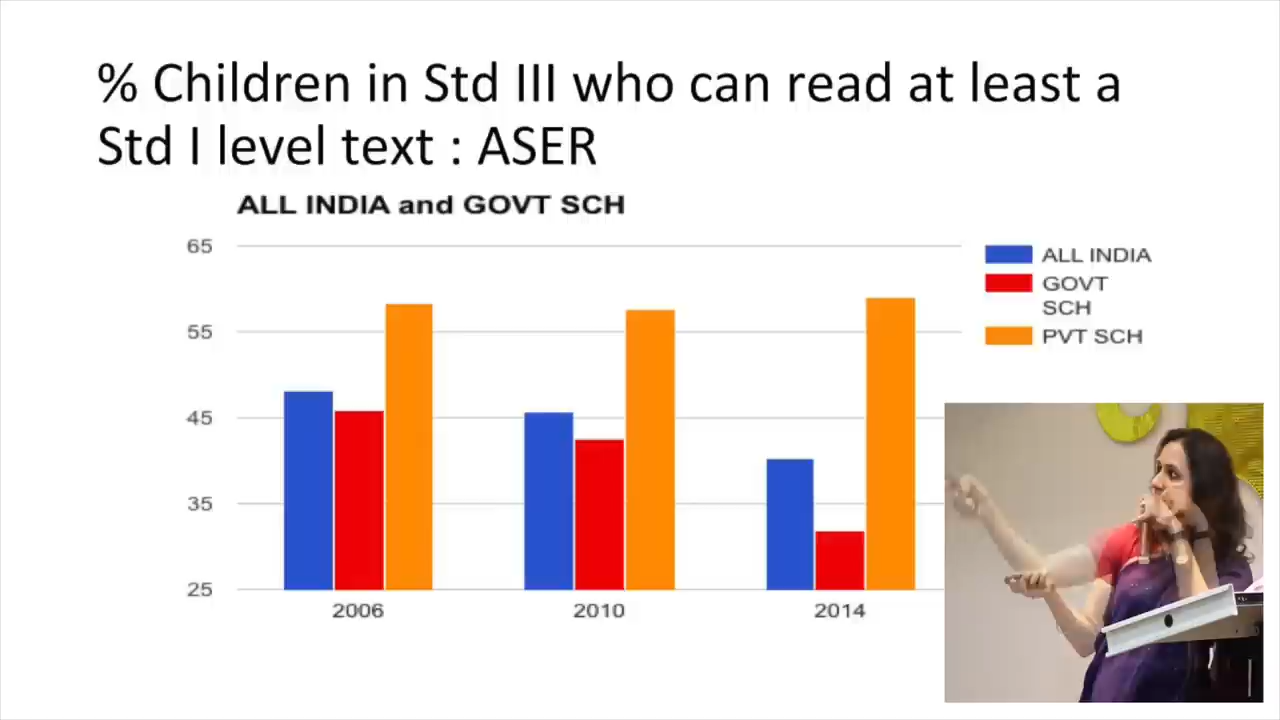 % Children in Std III who can read at least a
Std I level text : ASER
ALL INDIA and GOVT SCH
65
55
45
35
25
2006
2010
2014
ALL INDIA
GOVT
SCH
PVT SCH